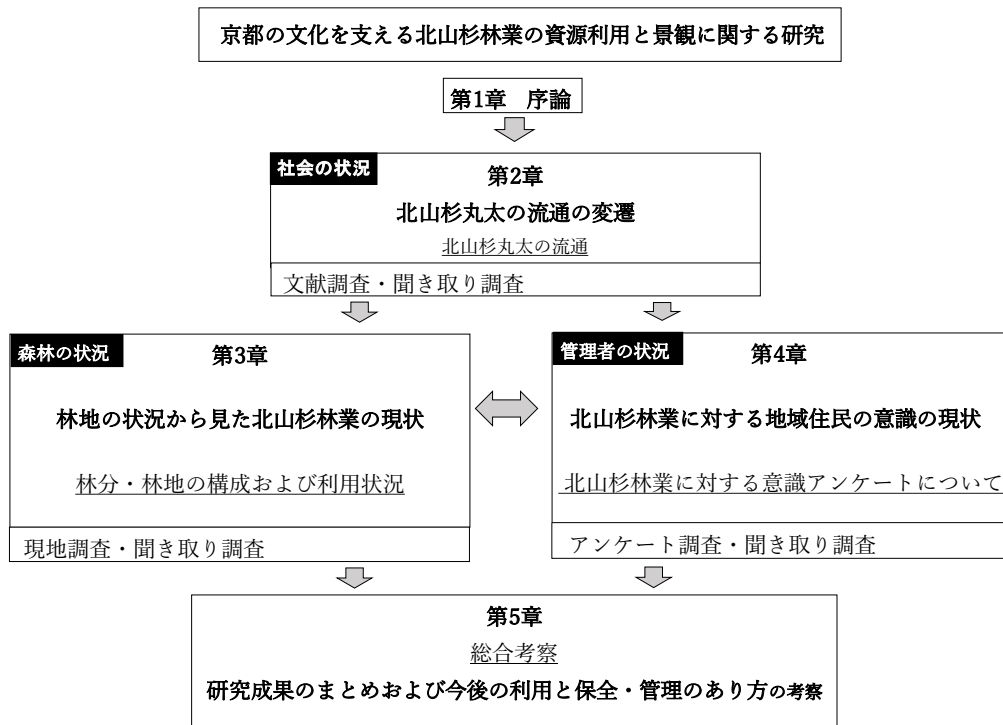 京都の文化を支える北山杉林業の資源利用と景観に関する研究
第1章 序論
社会の状況
第2章
北山杉丸太の流通の変遷
北山杉丸太の流通
文献調査・聞き取り調査
森林の状況
第3章
林地の状況から見た北山杉林業の現状
林分・林地の構成および利用状況
現地調査・聞き取り調査
管理者の状況
第4章
北山杉林業に対する地域住民の意識の現状
北山杉林業に対する意識アンケートについて
アンケート調査・聞き取り調査
第5章
総合考察
研究成果のまとめおよび今後の利用と保全・管理のあり方の考察